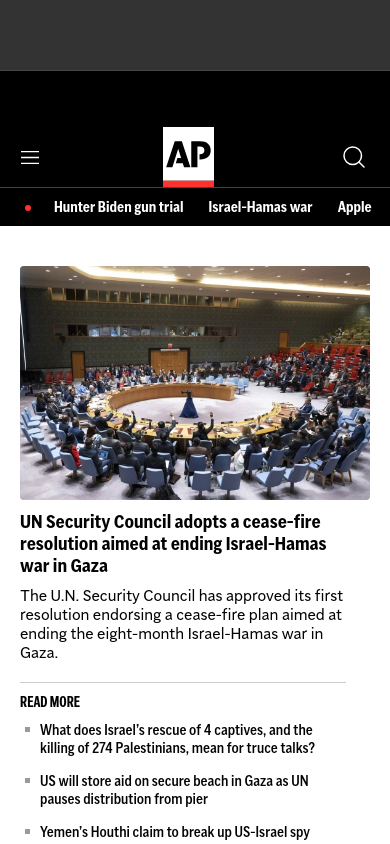 AP
Hunter Biden gun trial Israel-Hamas war Apple
UN Security Council adopts a cease-fire
resolution aimed at ending Israel-Hamas
war in Gaza
The U.N. Security Council has approved its first
resolution endorsing a cease-fire plan aimed at
ending the eight-month Israel-Hamas war in
Gaza.
READ MORE
What does Israel's rescue of 4 captives, and the
killing of 274 Palestinians, mean for truce talks?
US will store aid on secure beach in Gaza as UN
pauses distribution from pier
Yemen's Houthi claim to break up US-Israel spy